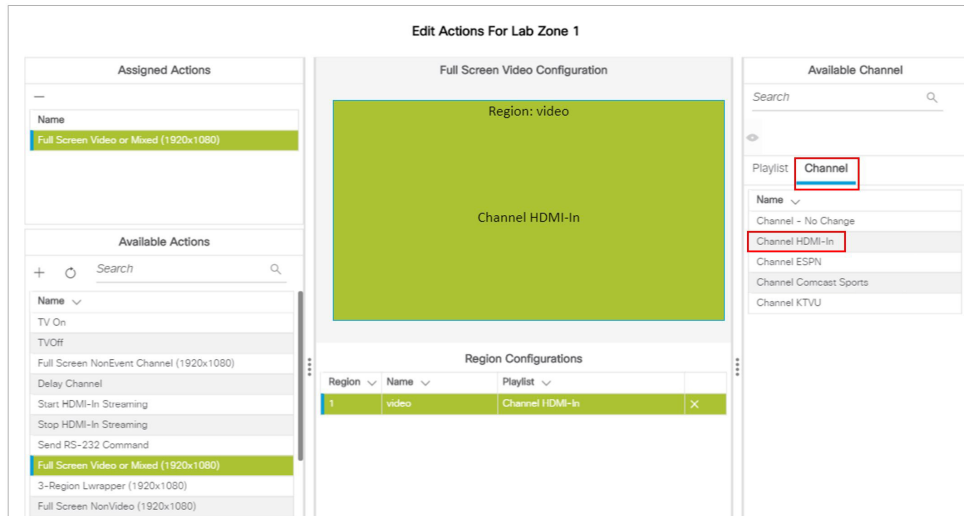 Edit Actions For Lab Zone 1
Assigned Actions
Name
Full Screen Video or Mixed (1920x1080)
Available Actions
Search
Name
TV On
TVOff
Full Screen NonEvent Channel (1920x1080)
Delay Channel
Start HDMI-In Streaming
Stop HDMI-In Streaming
Send RS-232 Command
Full Screen Video or Mixed (1920x1080)
3-Region Lwrapper (1920x1080)
Full Screen NonVideo (1920x1080)
Full Screen Video Configuration
Region: video
Channel HDMI-In
Region Configurations
Region Name Playlist
1 video Channel HDMI-In
Available Channel
Search
Playlist Channel
Name
Channel - No Change
Channel HDMI-In
Channel ESPN
Channel Comcast Sports
Channel KTVU